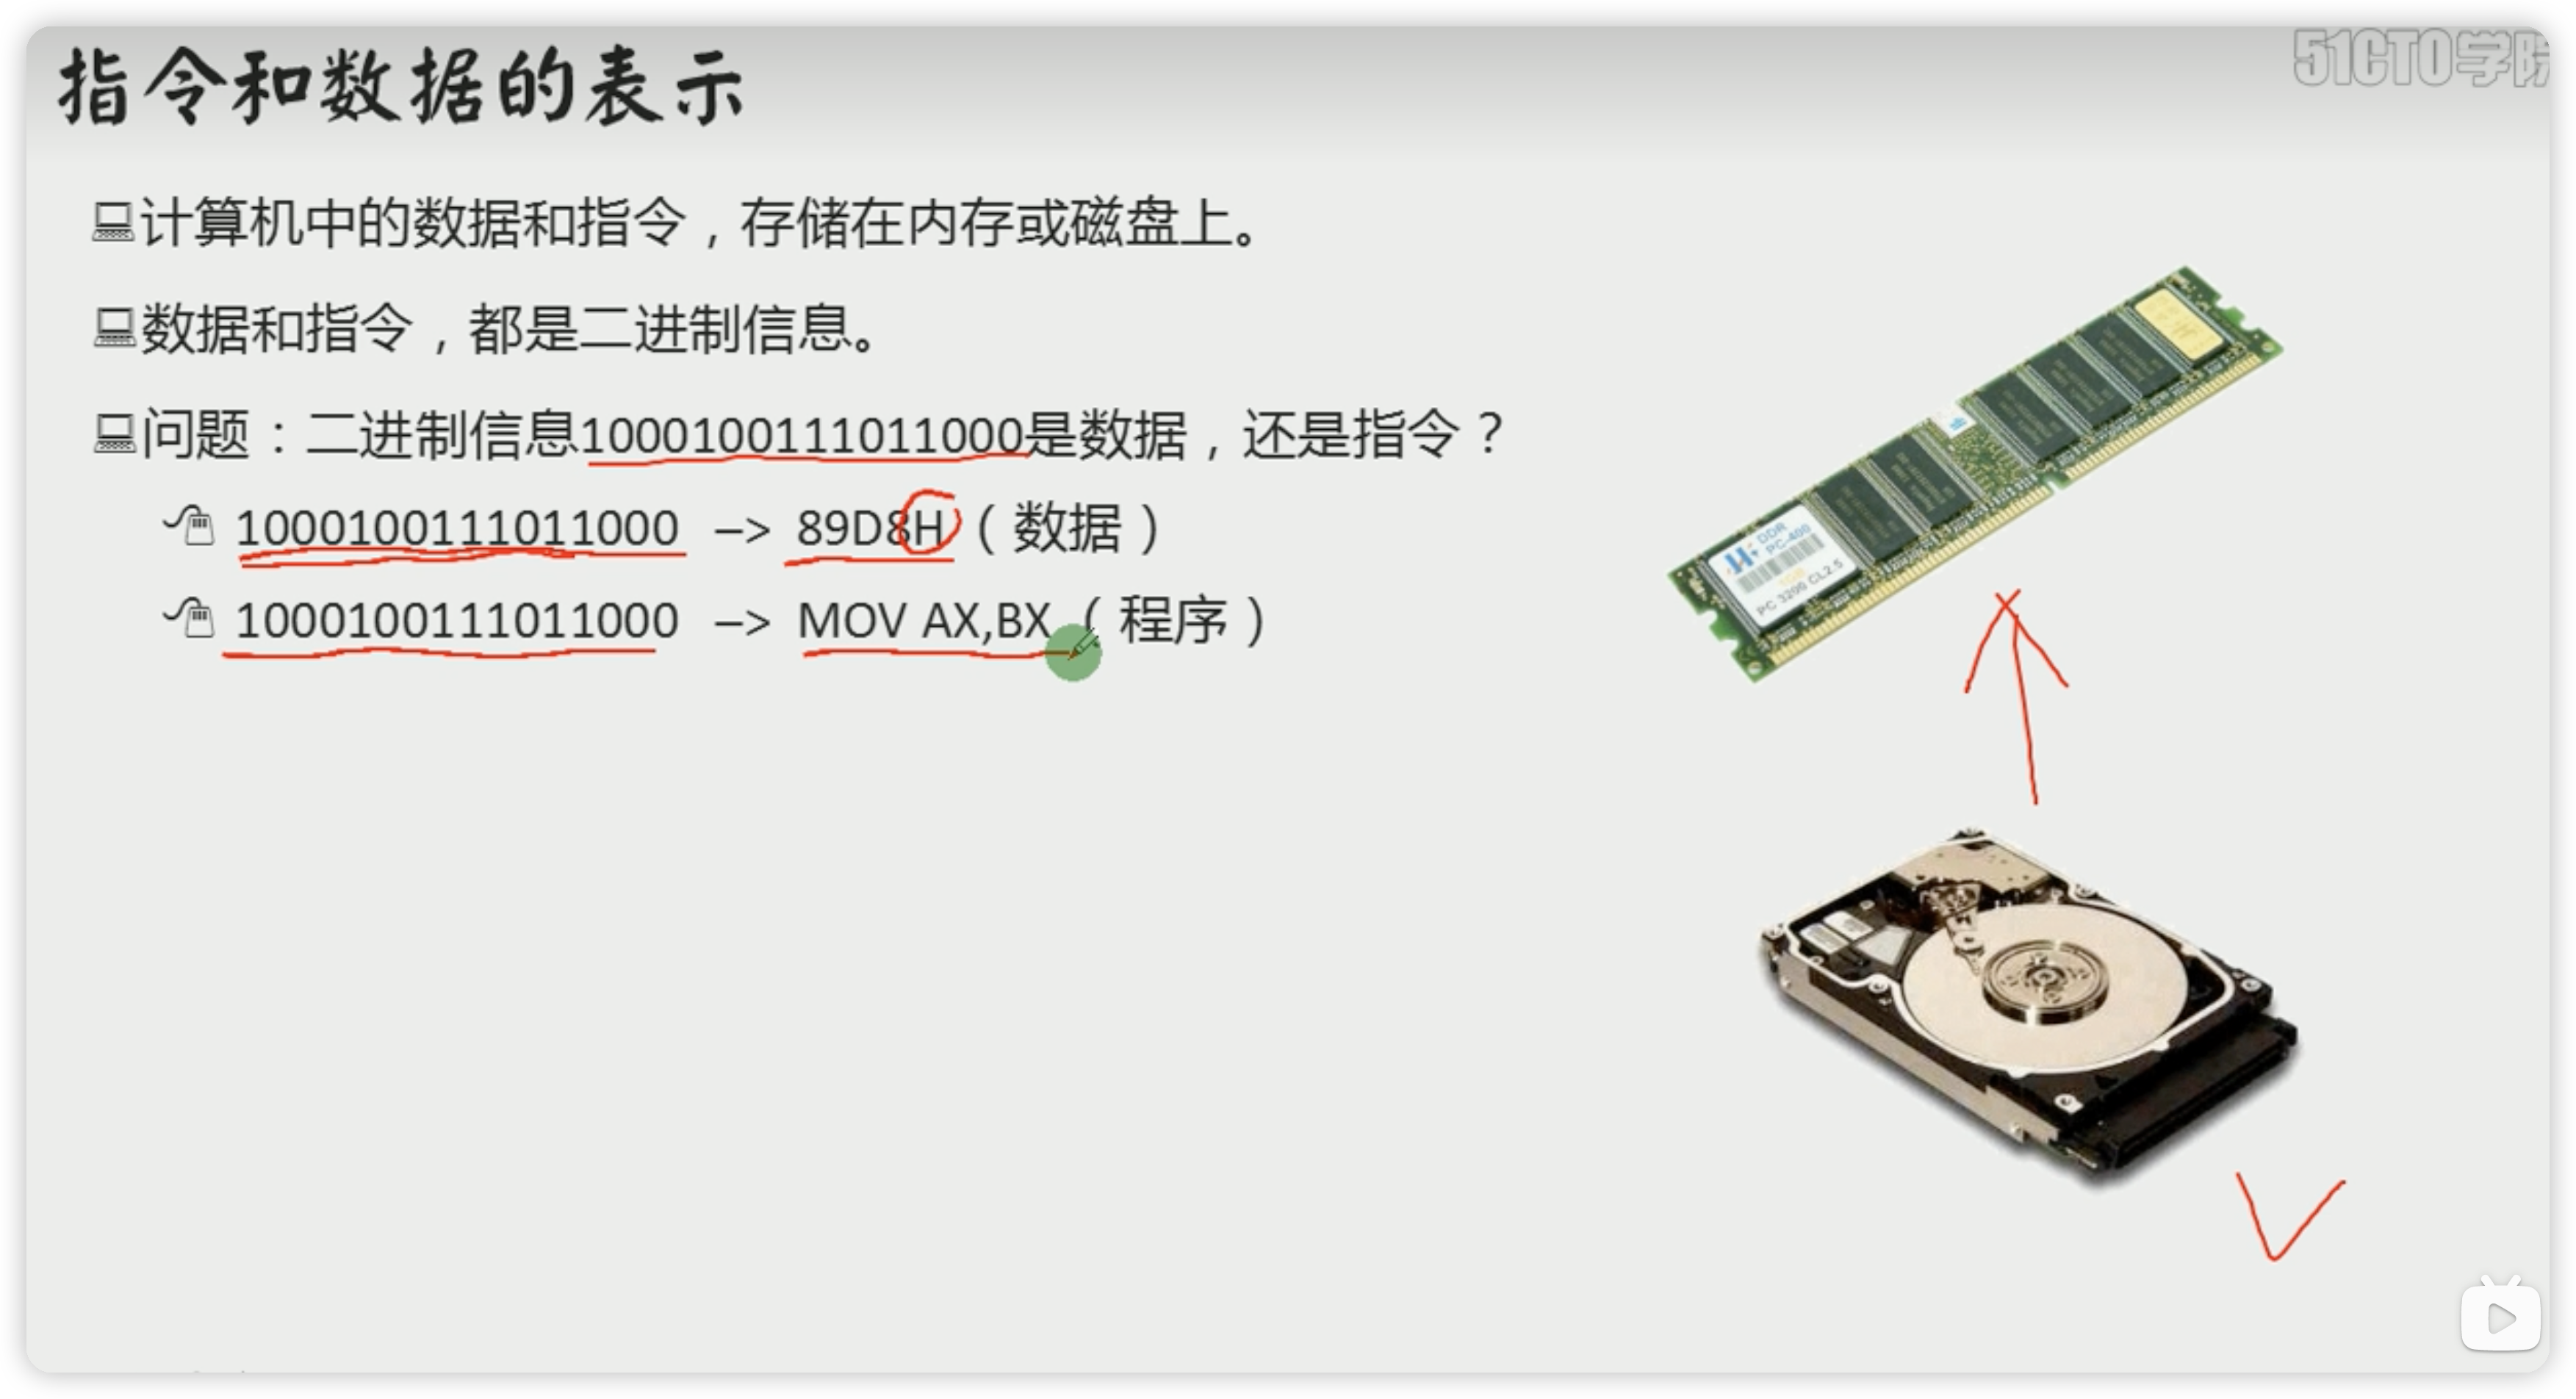 指令和数据的表示
51CTO学院
计算机中的数据和指令，存储在内存或磁盘上。
数据和指令，都是二进制信息。
问题：二进制信息1000100111011000是数据，还是指令？
1000100111011000 –> 89D8H（数据）
1000100111011000 –> MOV AX,BX（程序）
DDR
PC-400
PC 3200 CL2.5